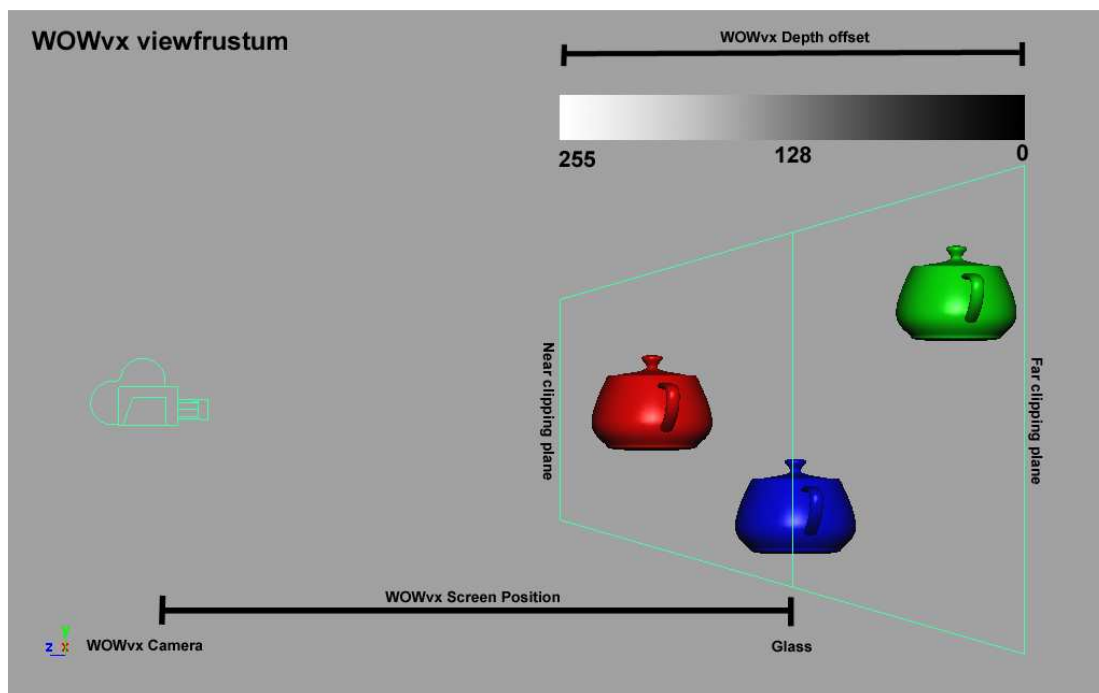 WOWvx viewfrustum
WOWvx Depth offset
255 128 0
Near clipping plane
Far clipping plane
WOWvx Screen Position
y
z x
WOWvx Camera
Glass